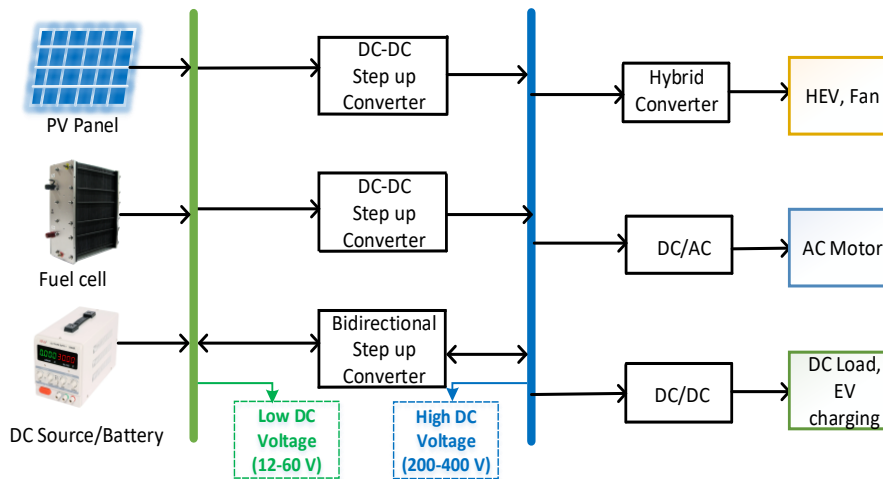 PV Panel
Fuel cell
DC Source/Battery
DC-DC
Step up
Converter
DC-DC
Step up
Converter
Bidirectional
Step up
Converter
Low DC
Voltage
(12-60 V)
High DC
Voltage
(200-400 V)
Hybrid
Converter
DC/AC
DC/DC
HEV, Fan
AC Motor
DC Load,
EV
charging